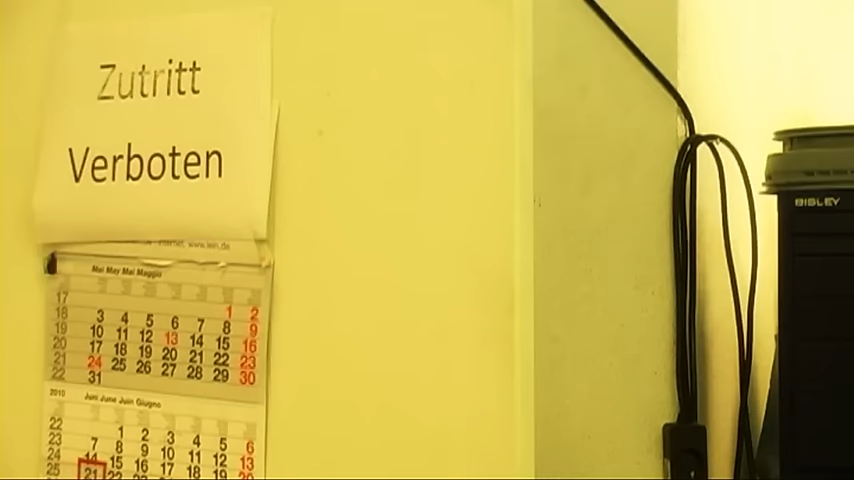 Zutritt
Verboten
Mai May Mai Maggio
17
18 1 2
19 3 4 5 6 7 8 9
20 10 11 12 13 14 15 16
21 17 18 19 20 21 22 23
22 24 25 26 27 28 29 30
31
2010 Juni June Juin Giugno
22 1 2 3 4 5 6
23 7 8 9 10 11 12 13
24 14 15 16 17 18 19 20
25 21 22
BISLEY